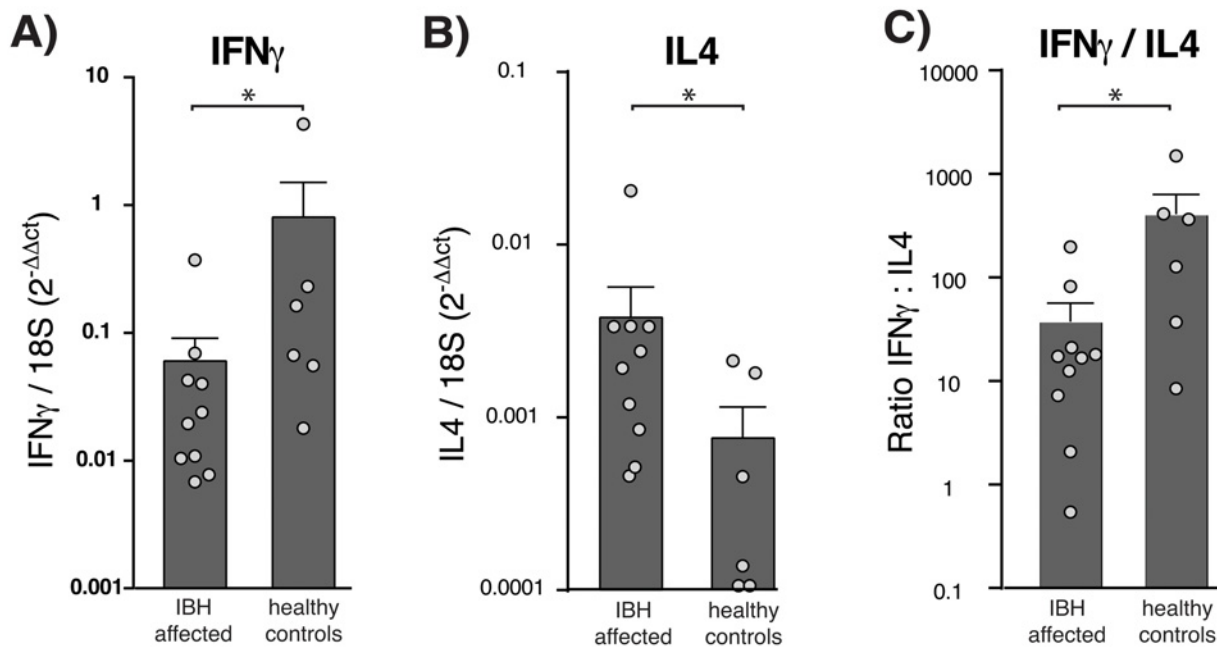 A)
IFNγ
IFNγ / 18S (2^-ΔΔct)
10
1
0.1
0.01
0.001
*
IBH
affected
healthy
controls
B)
IL4
IL4 / 18S (2^-ΔΔct)
0.1
0.01
0.001
0.0001
*
IBH
affected
healthy
controls
C)
IFNγ / IL4
Ratio IFNγ : IL4
10000
1000
100
10
1
0.1
*
IBH
affected
healthy
controls